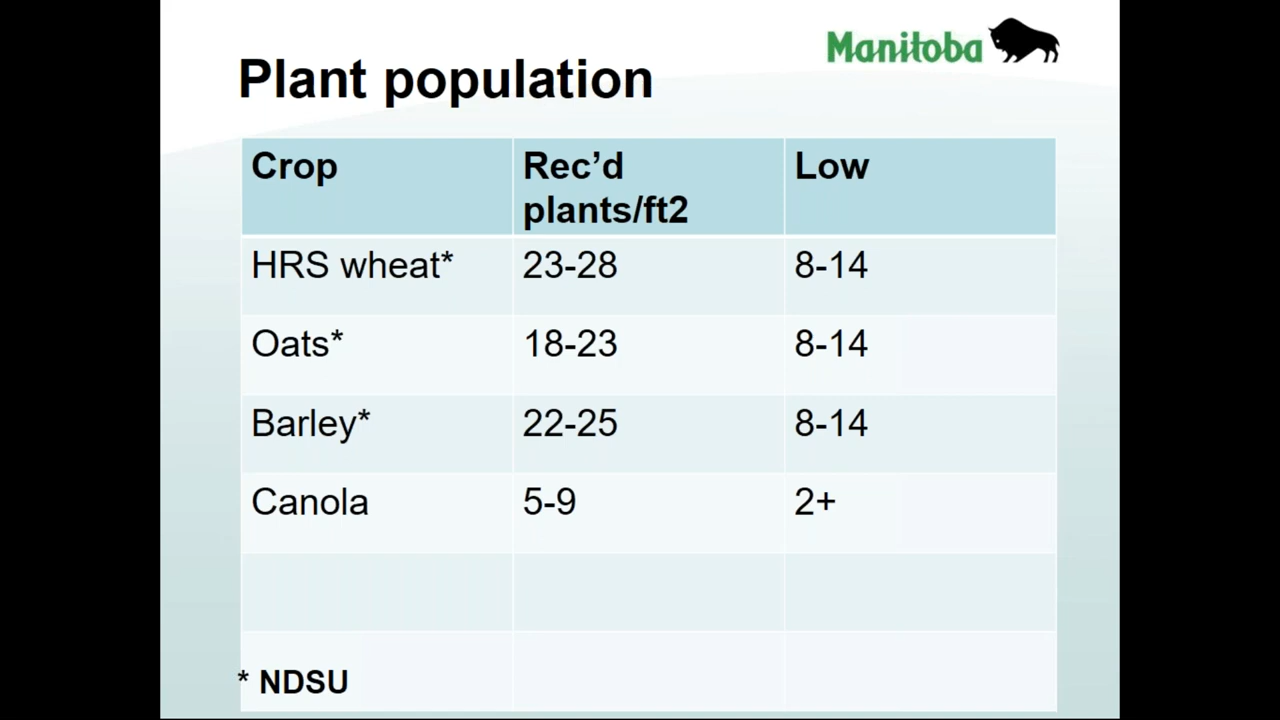 Manitoba
Plant population
Crop Rec’d plants/ft2 Low
HRS wheat* 23-28 8-14
Oats* 18-23 8-14
Barley* 22-25 8-14
Canola 5-9 2+
* NDSU